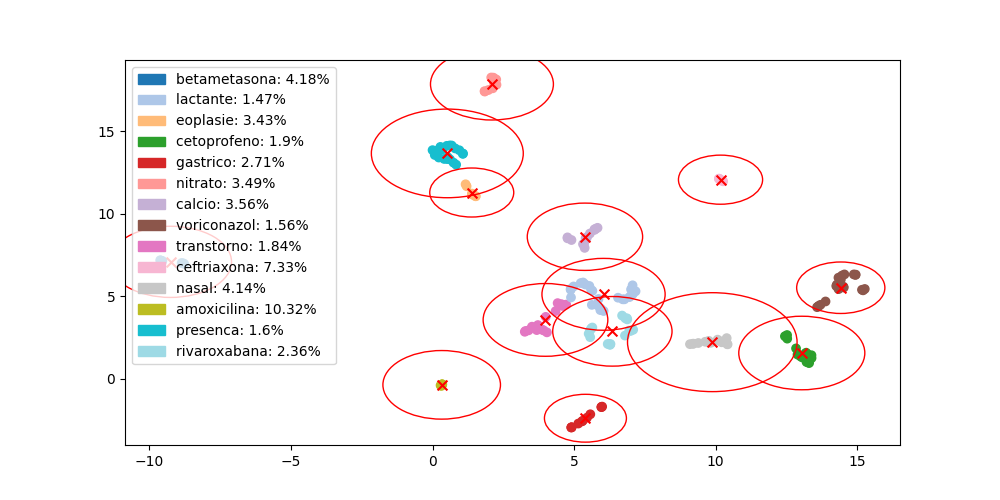 betametasona: 4.18%
lactante: 1.47%
eoplasie: 3.43%
cetoprofeno: 1.9%
gastrico: 2.71%
nitrato: 3.49%
calcio: 3.56%
voriconazol: 1.56%
transtorno: 1.84%
ceftriaxona: 7.33%
nasal: 4.14%
amoxicilina: 10.32%
presenca: 1.6%
rivaroxabana: 2.36%
15
10
5
0
−10 −5 0 5 10 15